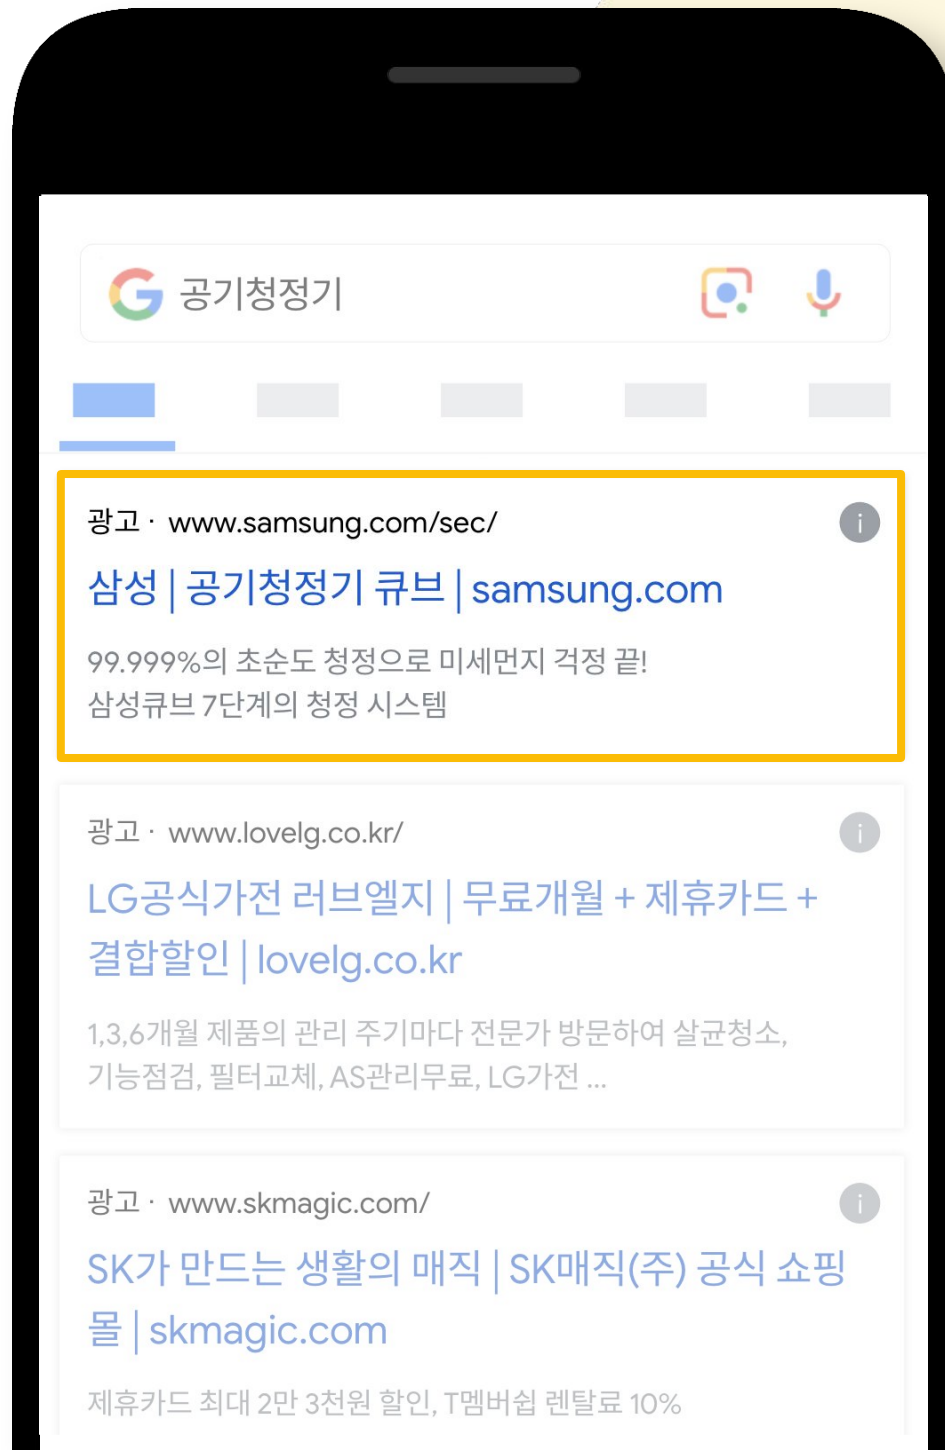 공기청정기
광고 · www.samsung.com/sec/
삼성 | 공기청정기 큐브 | samsung.com
99.999%의 초순도 청정으로 미세먼지 걱정 끝!
삼성큐브 7단계의 청정 시스템
광고 · www.lovelg.co.kr/
LG공식가전 러브엘지 | 무료개월 + 제휴카드 +
결합할인 | lovelg.co.kr
1,3,6개월 제품의 관리 주기마다 전문가 방문하여 살균청소,
기능점검, 필터교체, AS관리무료, LG가전 ...
광고 · www.skmagic.com/
SK가 만드는 생활의 매직 | SK매직(주) 공식 쇼핑
몰 | skmagic.com
제휴카드 최대 2만 3천원 할인, T멤버쉽 렌탈료 10%